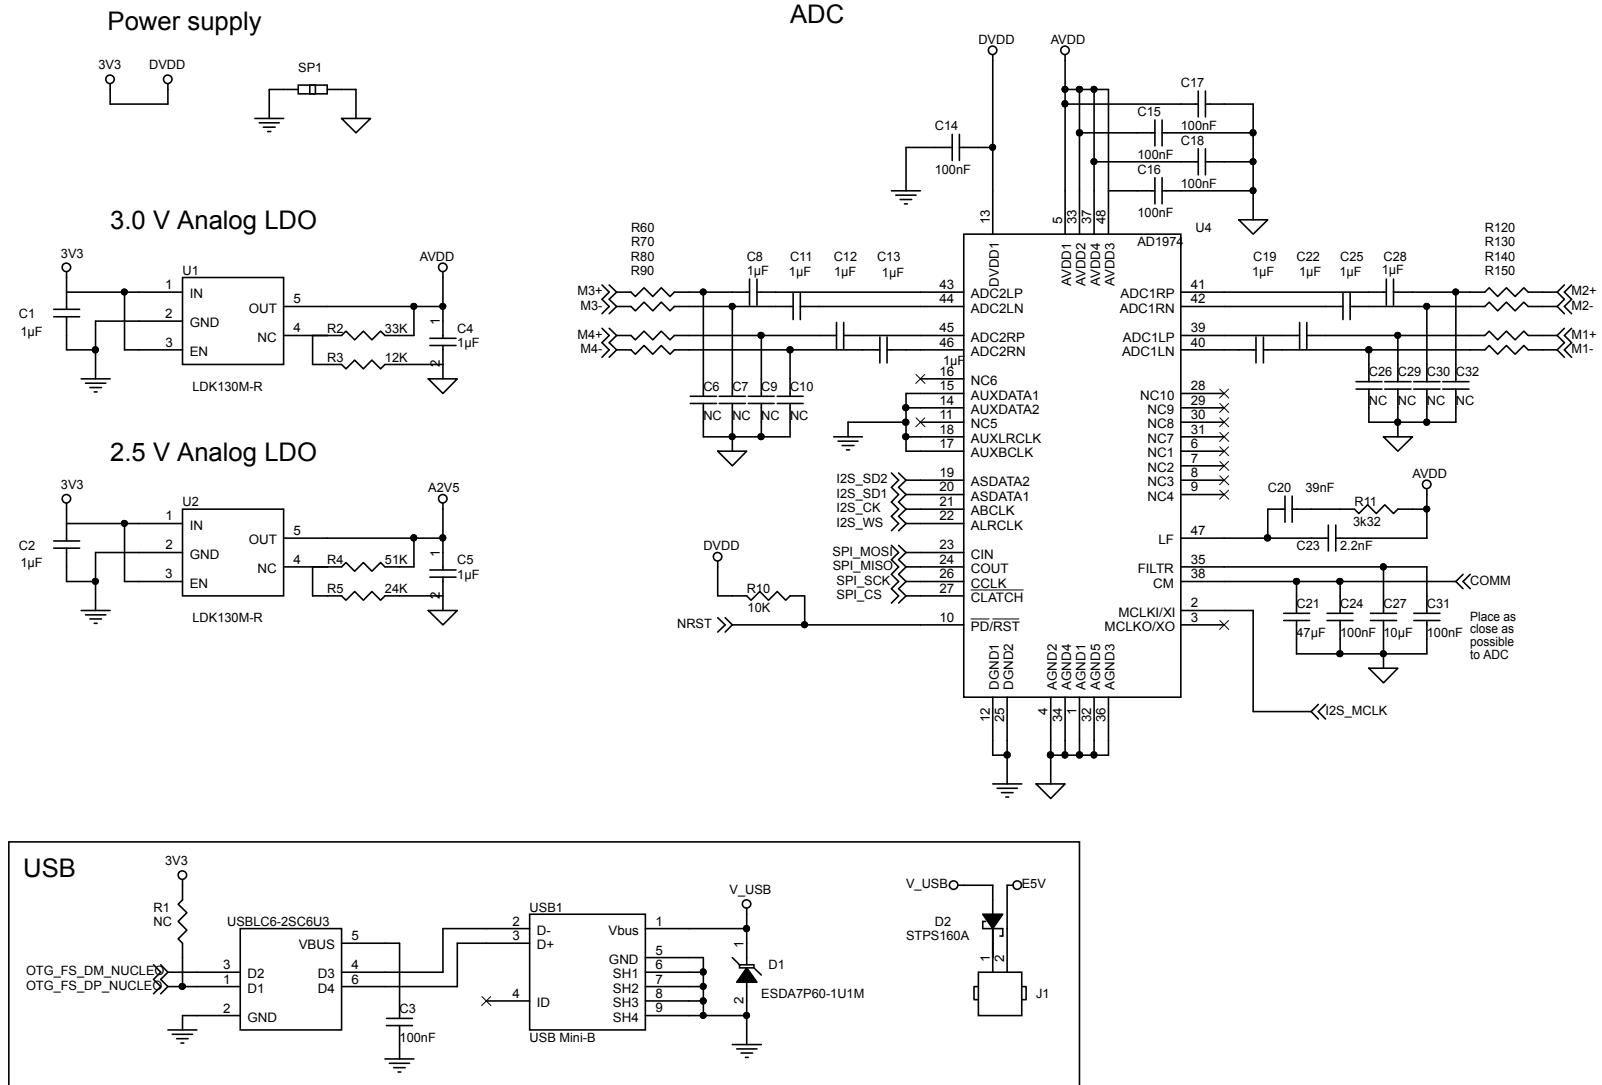 Power supply
3V3 DVDD
SP1
3.0 V Analog LDO
3V3
AVDD
U1
1 IN
2 GND
3 EN
OUT 5
NC 4
C1
1µF
R2 33K
R3 12K
1
C4
1µF
2
LDK130M-R
2.5 V Analog LDO
3V3
A2V5
U2
1 IN
2 GND
3 EN
OUT 5
NC 4
C2
1µF
R4 51K
R5 24K
1
C5
1µF
2
LDK130M-R
ADC
DVDD AVDD
C17
100nF
C15
100nF
C18
100nF
C16
100nF
C14
100nF
13 5 33 37 48
U4
AD1974
DVDD1 AVDD1 AVDD2 AVDD4 AVDD3
R60
R70
R80
R90
C8 C11 C12 C13
1µF 1µF 1µF 1µF
M3+
M3-
M4+
M4-
43 ADC2LP
44 ADC2LN
45 ADC2RP
46 ADC2RN
1µF
16 NC6
15 AUXDATA1
14 AUXDATA2
11 NC5
18 AUXLRCLK
17 AUXBCLK
C6 C7 C9 C10
NC NC NC NC
I2S_SD2 19 ASDATA2
I2S_SD1 20 ASDATA1
I2S_CK 21 ABCLK
I2S_WS 22 ALRCLK
SPI_MOSI 23 CIN
SPI_MISO 24 COUT
SPI_SCK 26 CCLK
SPI_CS 27 CLATCH
DVDD
R10
10K
NRST 10 PD/RST
DGND1 DGND2 AGND2 AGND4 AGND1 AGND5 AGND3
12 25 4 34 1 32 36
R120
R130
R140
R150
C19 C22 C25 C28
1µF 1µF 1µF 1µF
ADC1RP 41 M2+
ADC1RN 42 M2-
ADC1LP 39 M1+
ADC1LN 40 M1-
C26 C29 C30 C32
NC NC NC NC
NC10 28
NC9 29
NC8 30
NC7 31
NC1 6
NC2 7
NC3 8
NC4 9
AVDD
C20 39nF
R11
3k32
LF 47
C23 2.2nF
FILTR 35
CM 38
COMM
MCLKI/XI 2
MCLKO/XO 3
C21 C24 C27 C31
47µF 100nF 10µF 100nF
Place as
close as
possible
to ADC
I2S_MCLK
USB
3V3
R1
NC
USBLC6-2SC6U3
OTG_FS_DM_NUCLEO
OTG_FS_DP_NUCLEO
3 D2
1 D1
2 GND
VBUS 5
D3 4
D4 6
C3
100nF
USB1
2 D-
3 D+
4 ID
Vbus 1
GND 5
SH1 6
SH2 7
SH3 8
SH4 9
USB Mini-B
V_USB
1
D1
ESDA7P60-1U1M
2
V_USB E5V
D2
STPS160A
1 2
J1